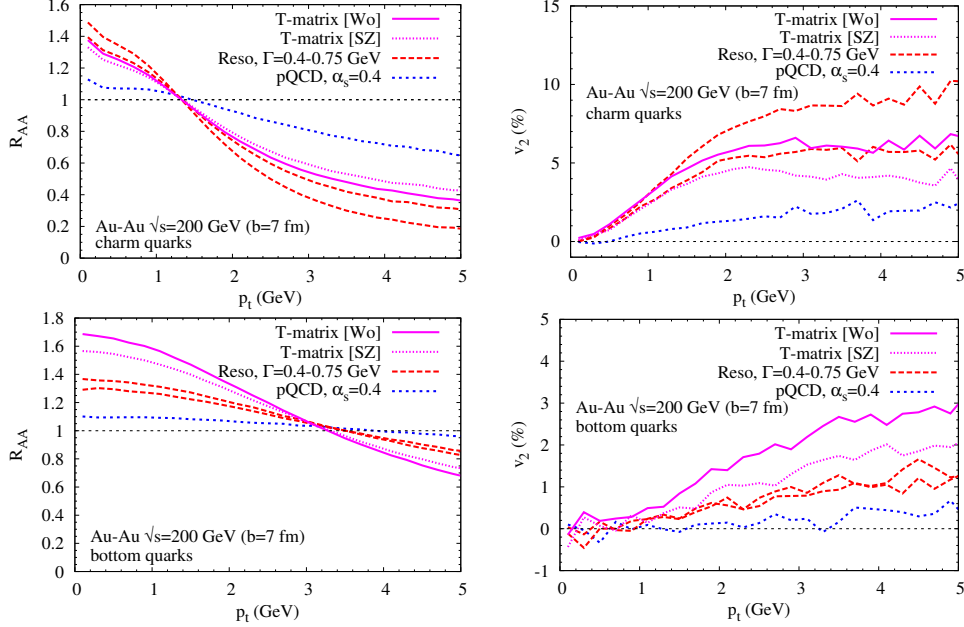 T-matrix [Wo]
T-matrix [SZ]
Reso, Γ=0.4-0.75 GeV
pQCD, α_s=0.4
Au-Au √s=200 GeV (b=7 fm)
charm quarks
R_AA
1.6
1.4
1.2
1
0.8
0.6
0.4
0.2
0
0 1 2 3 4 5
p_t (GeV)
T-matrix [Wo]
T-matrix [SZ]
Reso, Γ=0.4-0.75 GeV
pQCD, α_s=0.4
Au-Au √s=200 GeV (b=7 fm)
charm quarks
v_2 (%)
15
10
5
0
0 1 2 3 4 5
p_t (GeV)
T-matrix [Wo]
T-matrix [SZ]
Reso, Γ=0.4-0.75 GeV
pQCD, α_s=0.4
Au-Au √s=200 GeV (b=7 fm)
bottom quarks
R_AA
1.8
1.6
1.4
1.2
1
0.8
0.6
0.4
0.2
0
0 1 2 3 4 5
p_t (GeV)
T-matrix [Wo]
T-matrix [SZ]
Reso, Γ=0.4-0.75 GeV
pQCD, α_s=0.4
Au-Au √s=200 GeV (b=7 fm)
bottom quarks
v_2 (%)
5
4
3
2
1
0
-1
0 1 2 3 4 5
p_t (GeV)